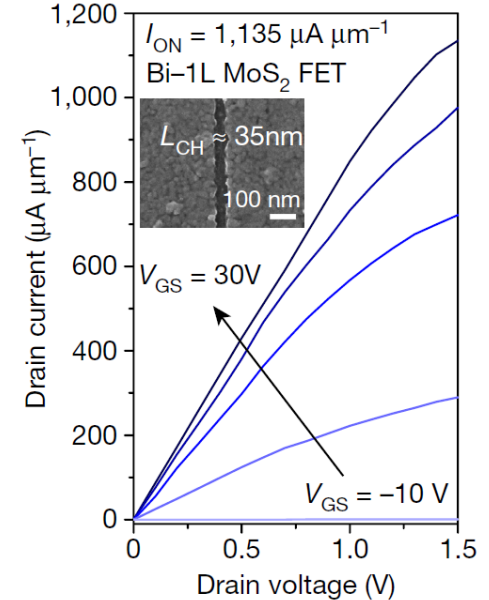 I_ON = 1,135 μA μm⁻¹
Bi–1L MoS₂ FET
L_CH ≈ 35nm
100 nm
V_GS = 30V
V_GS = –10 V
Drain current (μA μm⁻¹)
1,200
1,000
800
600
400
200
0
0 0.5 1.0 1.5
Drain voltage (V)